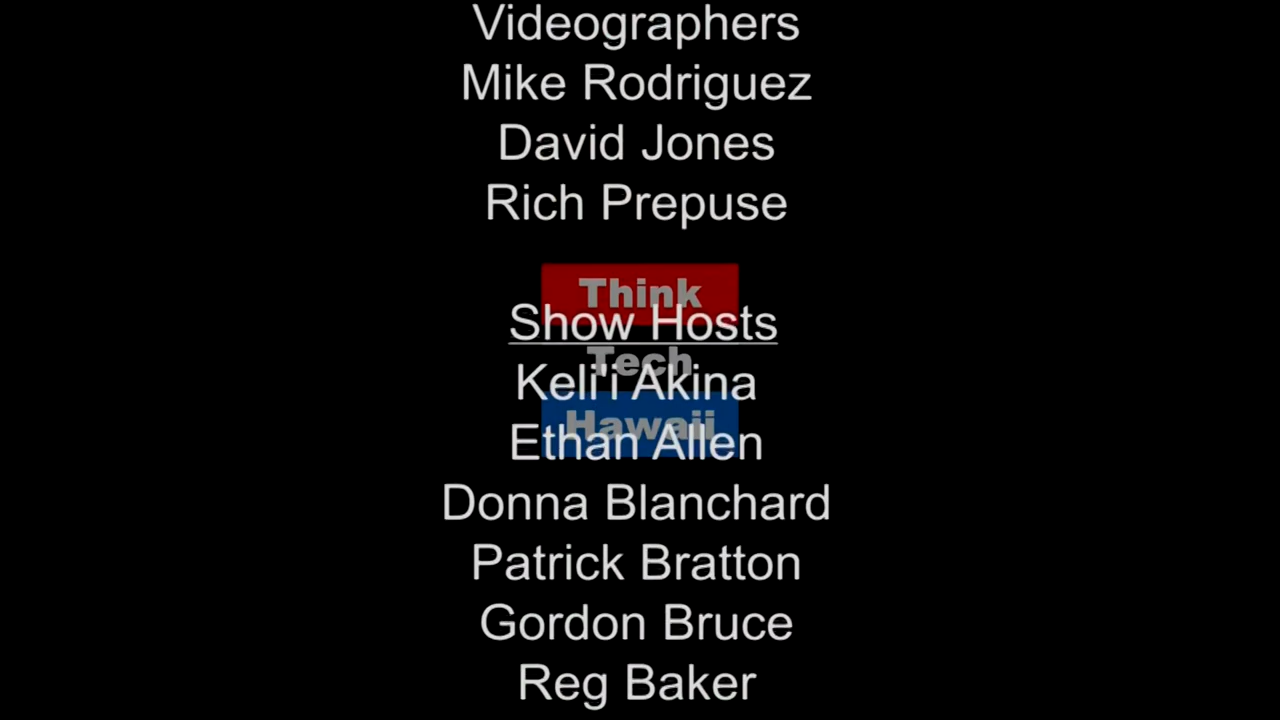 Videographers
Mike Rodriguez
David Jones
Rich Prepuse
Think
Show Hosts
Tech
Keli'i Akina
Hawaii
Ethan Allen
Donna Blanchard
Patrick Bratton
Gordon Bruce
Reg Baker